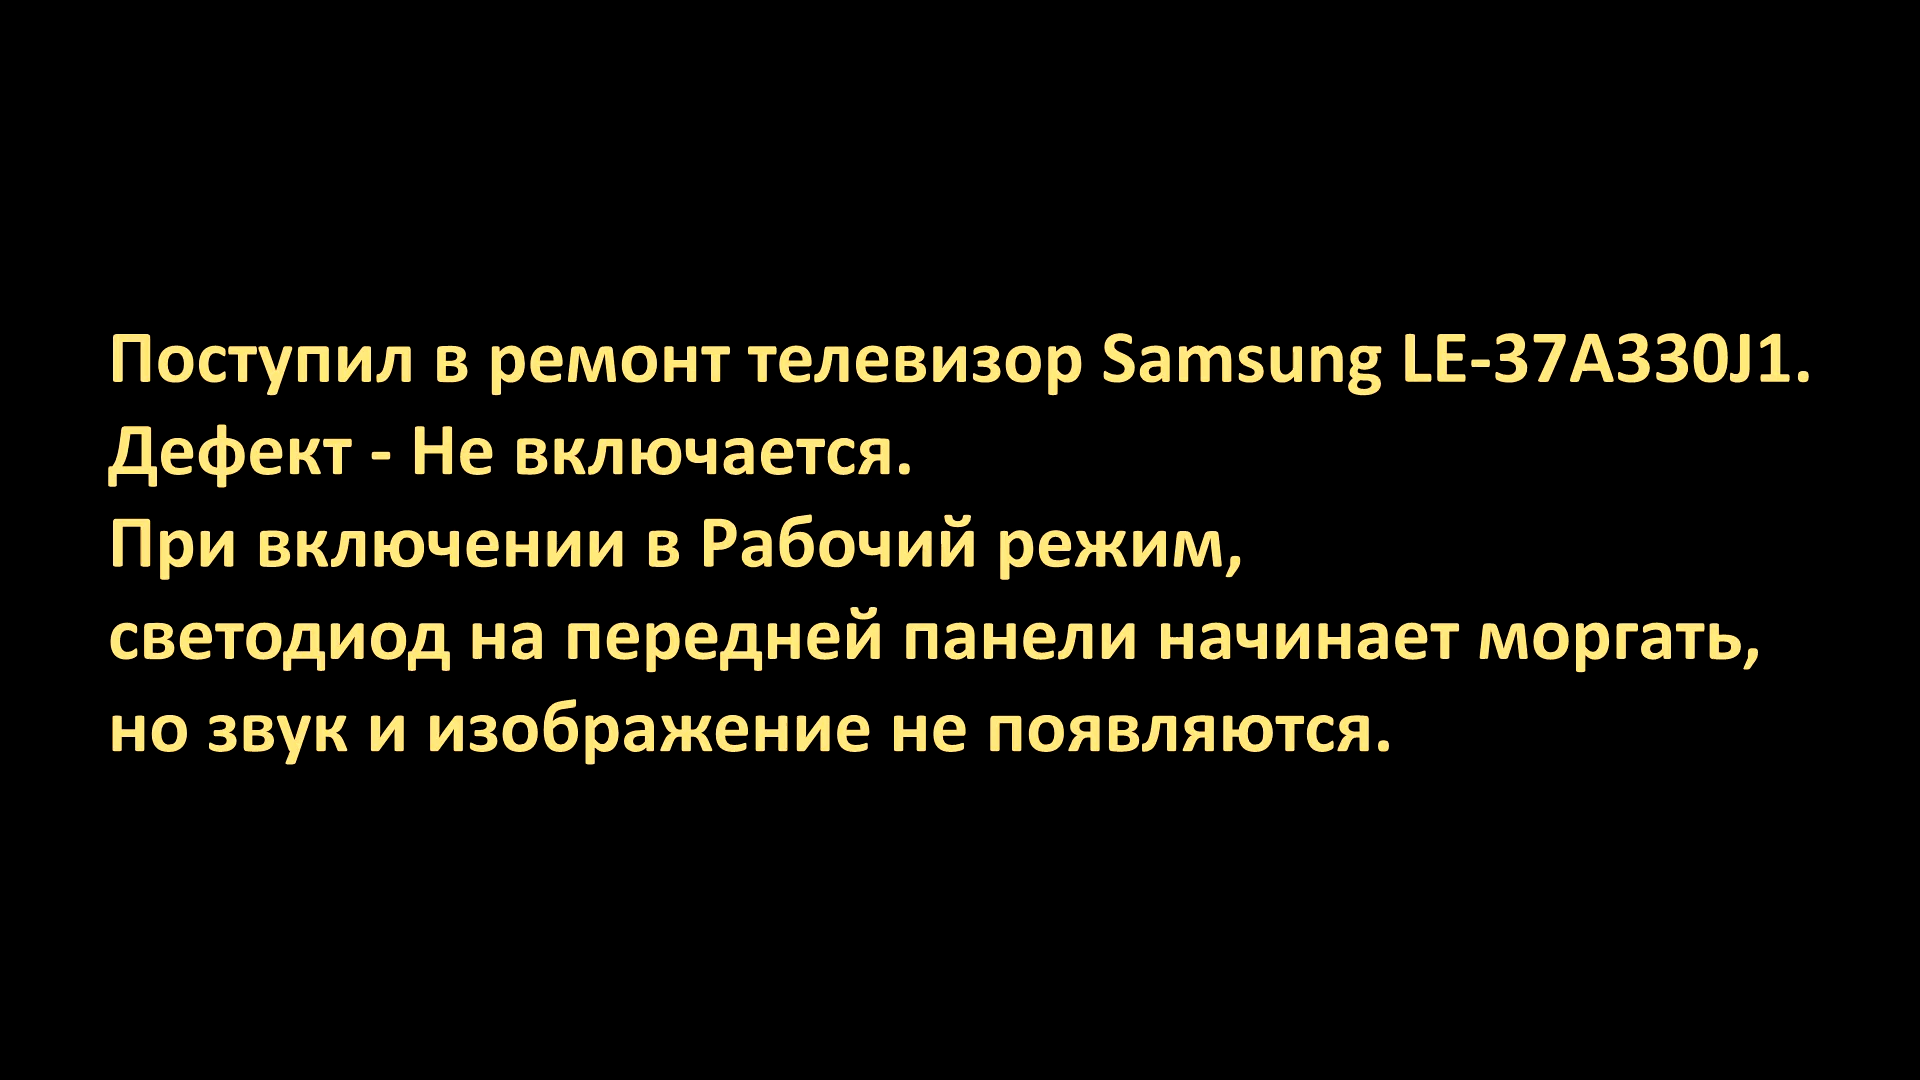 Поступил в ремонт телевизор Samsung LE-37A330J1.
Дефект - Не включается.
При включении в Рабочий режим,
светодиод на передней панели начинает моргать,
но звук и изображение не появляются.